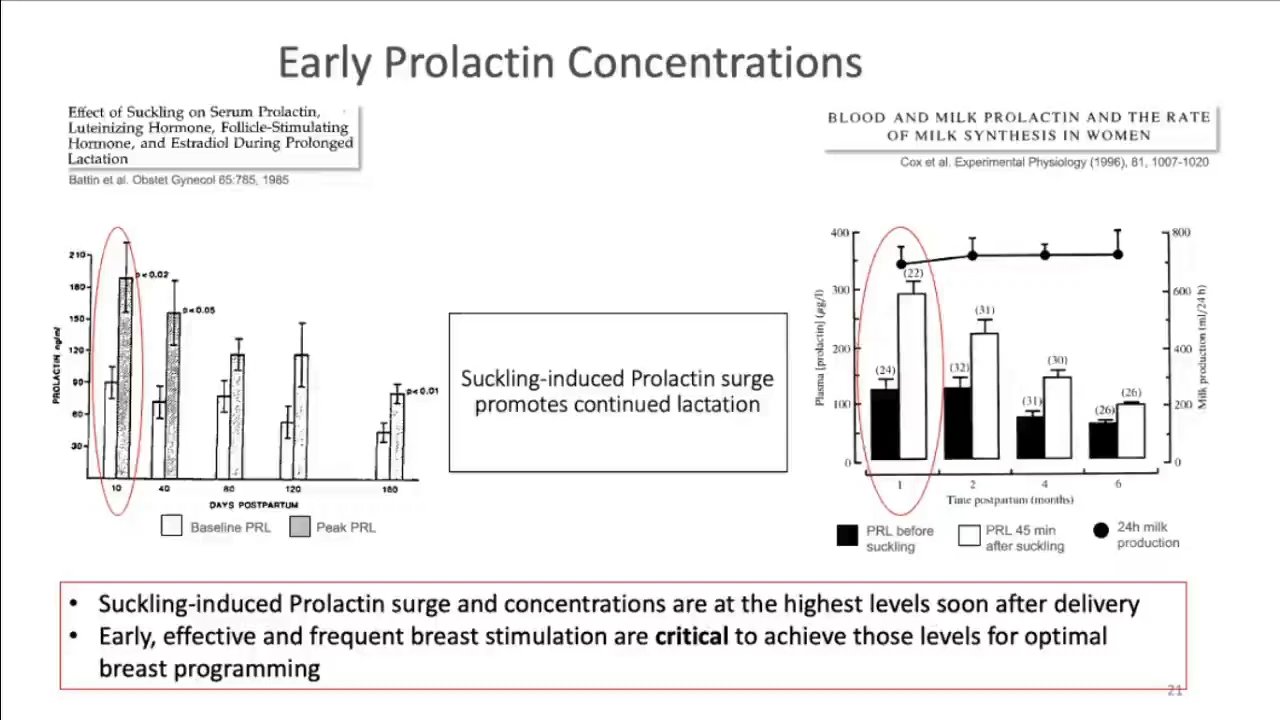 Early Prolactin Concentrations
Effect of Suckling on Serum Prolactin,
Luteinizing Hormone, Follicle-Stimulating
Hormone, and Estradiol During Prolonged
Lactation
Battin et al. Obstet Gynecol 65:785, 1985
BLOOD AND MILK PROLACTIN AND THE RATE
OF MILK SYNTHESIS IN WOMEN
Cox et al. Experimental Physiology (1996), 81, 1007-1020
PROLACTIN ng/ml
210
180
150
120
90
60
30
p<0.02
p<0.05
p<0.01
10 40 80 120 180
DAYS POSTPARTUM
Baseline PRL
Peak PRL
Suckling-induced Prolactin surge
promotes continued lactation
Plasma [prolactin] (µg/l)
400
300
200
100
0
(24) (22)
(32) (31)
(31) (30)
(26) (26)
800
600
400
200
0
Milk production (ml/24 h)
1 2 4 6
Time postpartum (months)
PRL before
suckling
PRL 45 min
after suckling
24h milk
production
• Suckling-induced Prolactin surge and concentrations are at the highest levels soon after delivery
• Early, effective and frequent breast stimulation are critical to achieve those levels for optimal
breast programming
21